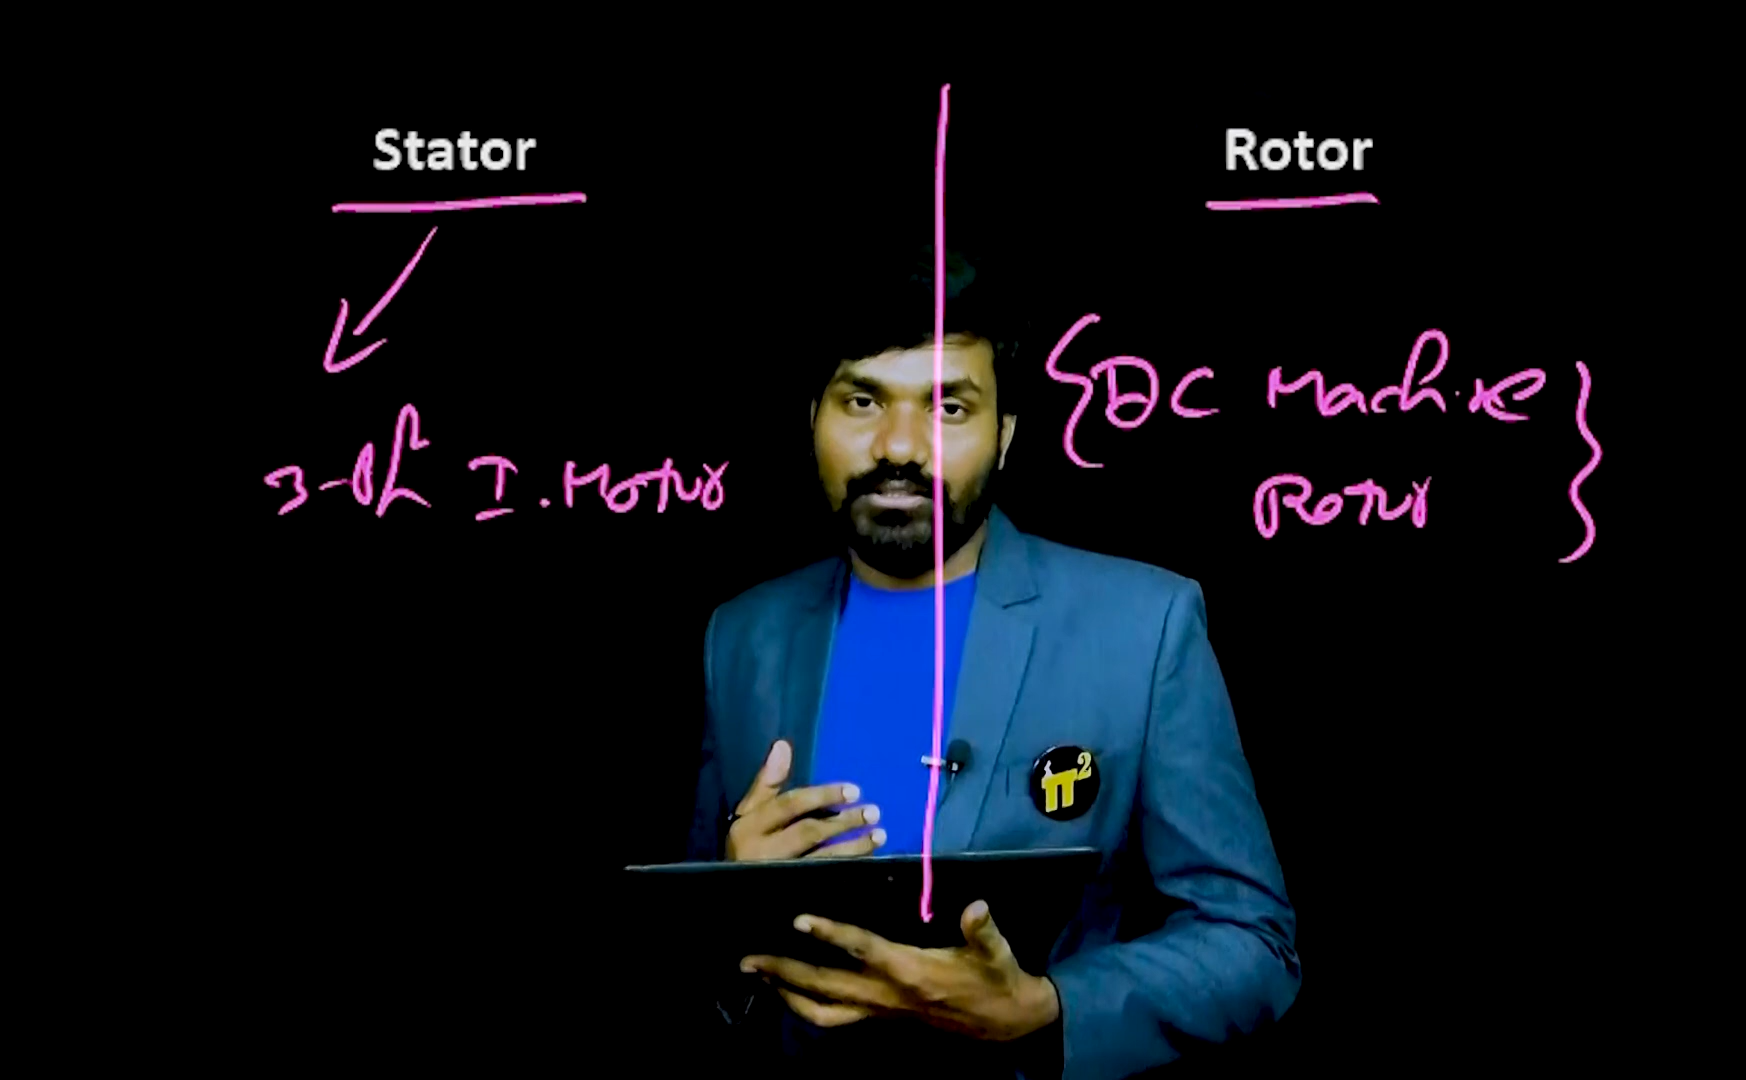 Stator
Rotor
3-Ph I. Motor
{DC Machine
Rotor}
π²